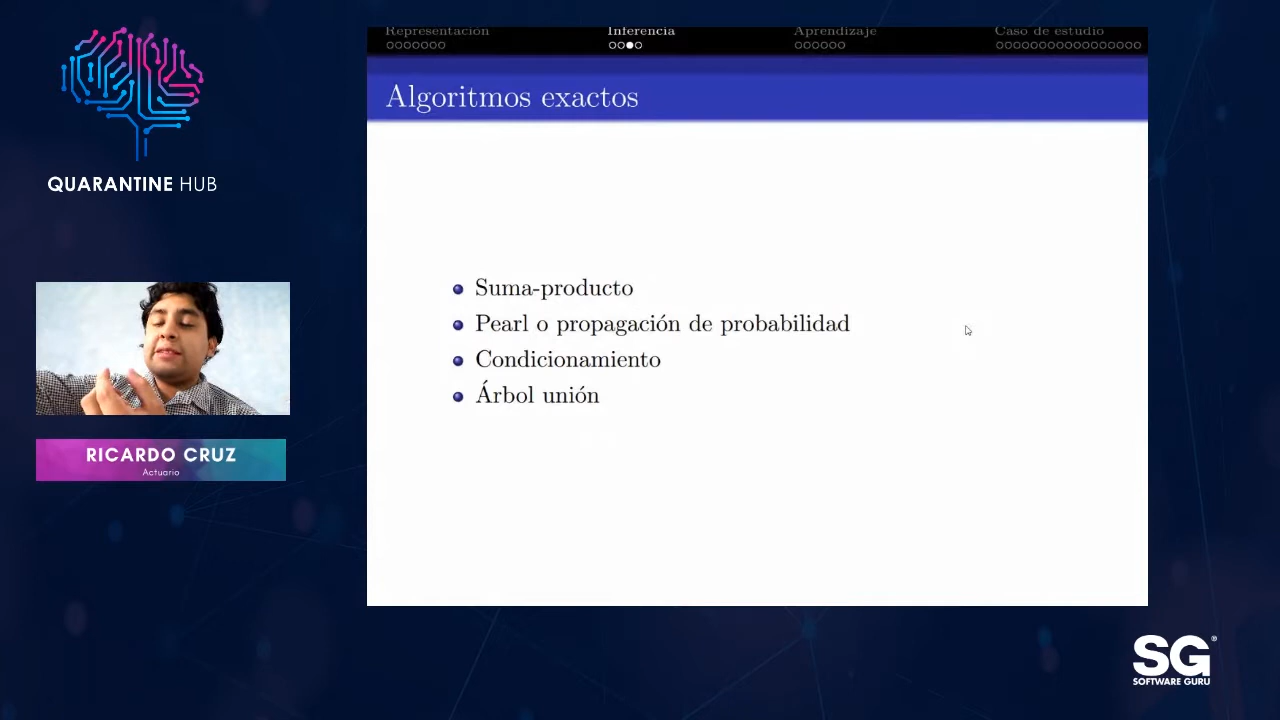 QUARANTINE HUB
RICARDO CRUZ
Actuario
Representación
Inferencia
Aprendizaje
Caso de estudio
Algoritmos exactos
Suma-producto
Pearl o propagación de probabilidad
Condicionamiento
Árbol unión
SG®
SOFTWARE GURU